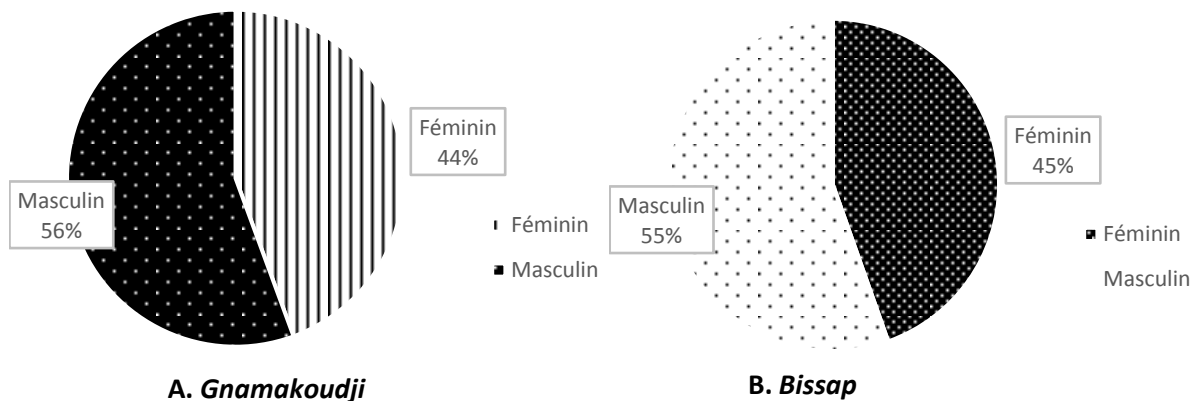 Féminin
44%
Masculin
56%
Féminin
Masculin
A. Gnamakoudji
Féminin
45%
Masculin
55%
Féminin
Masculin
B. Bissap